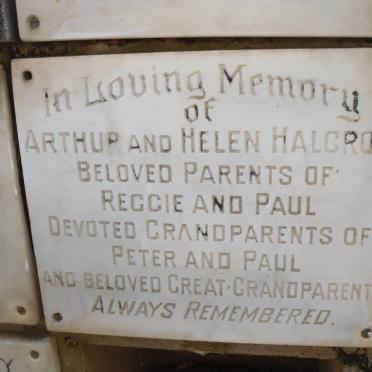 In Loving Memory
of
ARTHUR AND HELEN HALCRO
BELOVED PARENTS OF
REGGIE AND PAUL
DEVOTED GRANDPARENTS OF
PETER AND PAUL
AND BELOVED GREAT-GRANDPARENT
ALWAYS REMEMBERED.